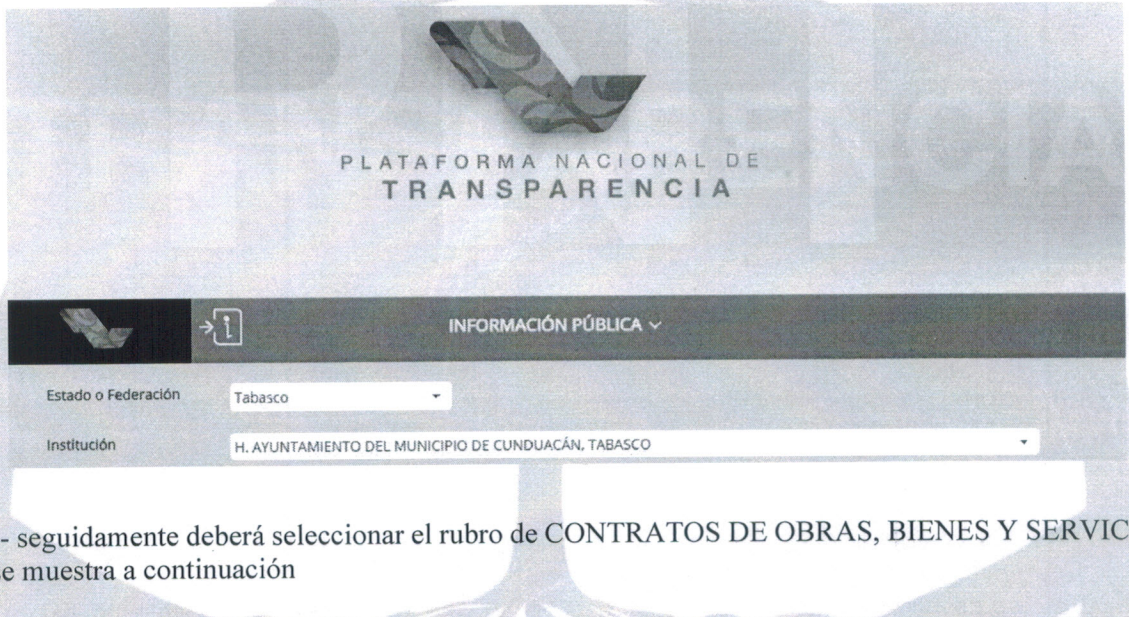 PLATAFORMA NACIONAL DE
TRANSPARENCIA
INFORMACIÓN PÚBLICA
Estado o Federación Tabasco
Institución H. AYUNTAMIENTO DEL MUNICIPIO DE CUNDUACÁN, TABASCO
- seguidamente deberá seleccionar el rubro de CONTRATOS DE OBRAS, BIENES Y SERVIC
e muestra a continuación